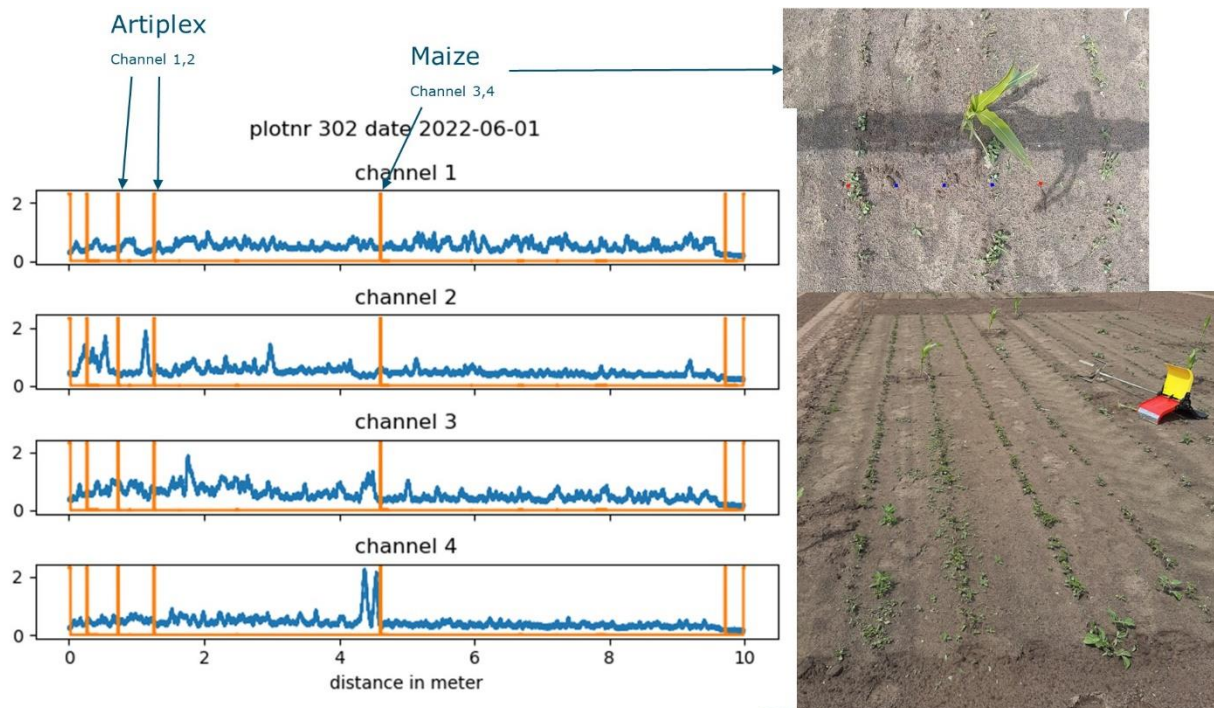 Artiplex
Channel 1,2
Maize
Channel 3,4
plotnr 302 date 2022-06-01
channel 1
2
0
channel 2
2
0
channel 3
2
0
channel 4
2
0
0 2 4 6 8 10
distance in meter